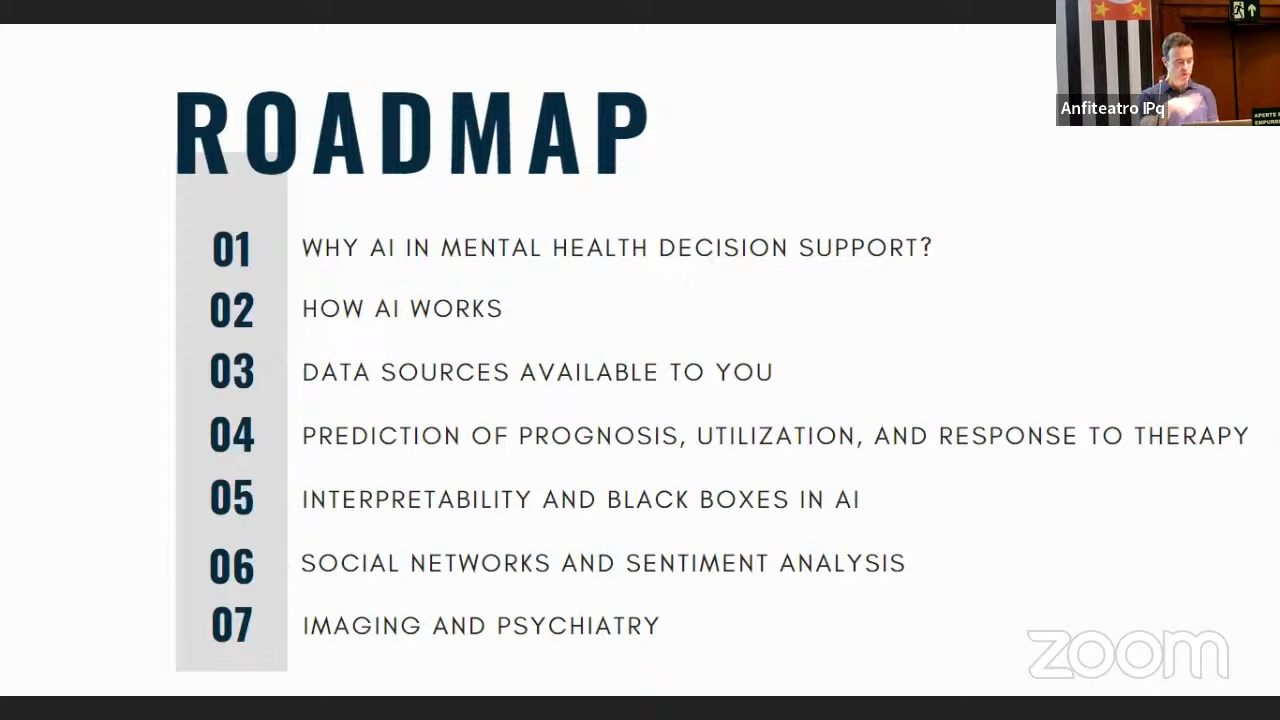 ROADMAP
Anfiteatro IPq
01 WHY AI IN MENTAL HEALTH DECISION SUPPORT?
02 HOW AI WORKS
03 DATA SOURCES AVAILABLE TO YOU
04 PREDICTION OF PROGNOSIS, UTILIZATION, AND RESPONSE TO THERAPY
05 INTERPRETABILITY AND BLACK BOXES IN AI
06 SOCIAL NETWORKS AND SENTIMENT ANALYSIS
07 IMAGING AND PSYCHIATRY
zoom